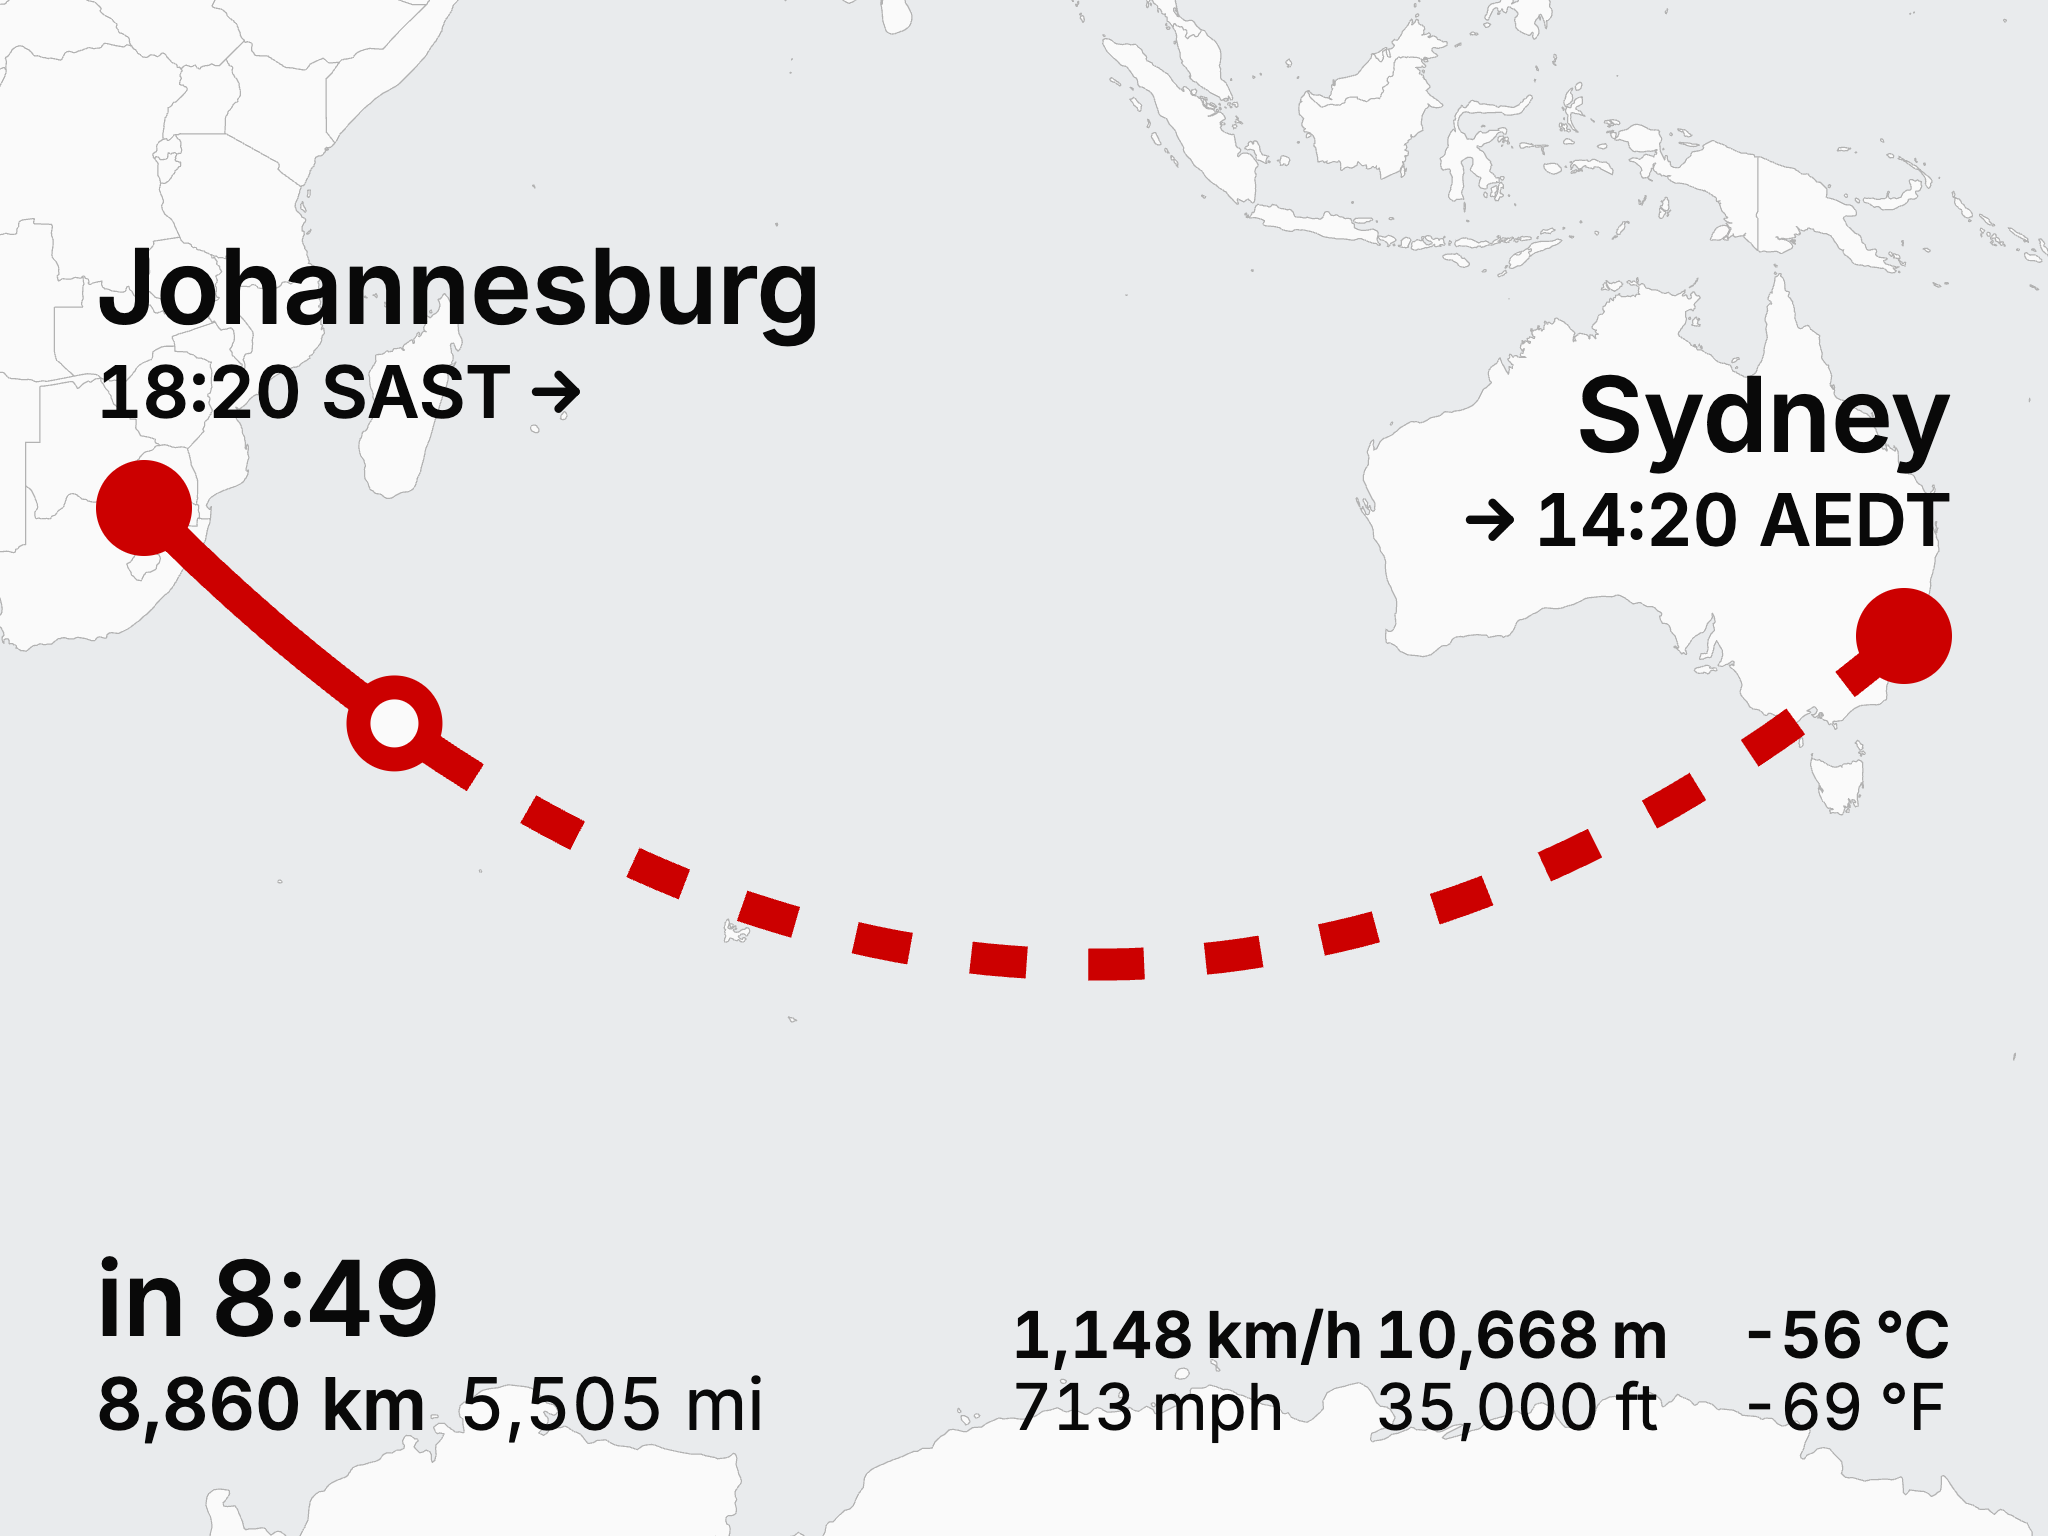 Johannesburg
18:20 SAST →
Sydney
→ 14:20 AEDT
in 8:49
8,860 km 5,505 mi
1,148 km/h 10,668 m -56 °C
713 mph 35,000 ft -69 °F